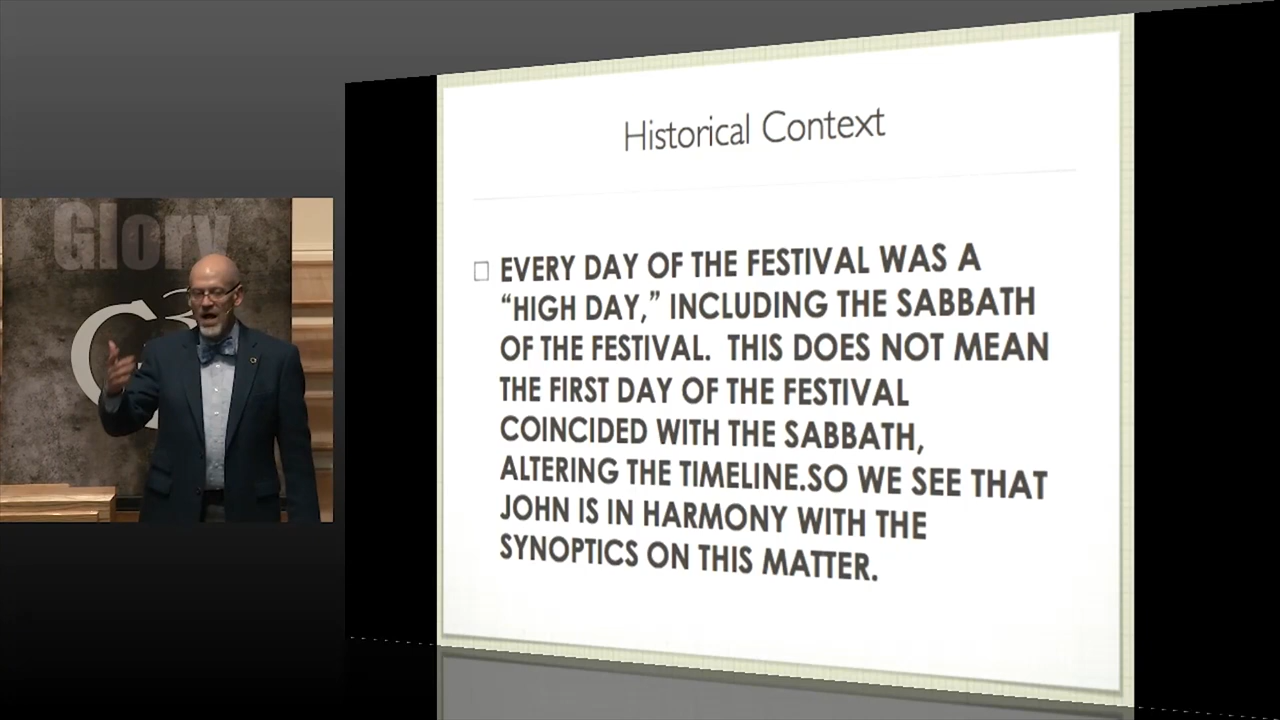 Glory
G3
Historical Context
EVERY DAY OF THE FESTIVAL WAS A
“HIGH DAY,” INCLUDING THE SABBATH
OF THE FESTIVAL. THIS DOES NOT MEAN
THE FIRST DAY OF THE FESTIVAL
COINCIDED WITH THE SABBATH,
ALTERING THE TIMELINE.SO WE SEE THAT
JOHN IS IN HARMONY WITH THE
SYNOPTICS ON THIS MATTER.